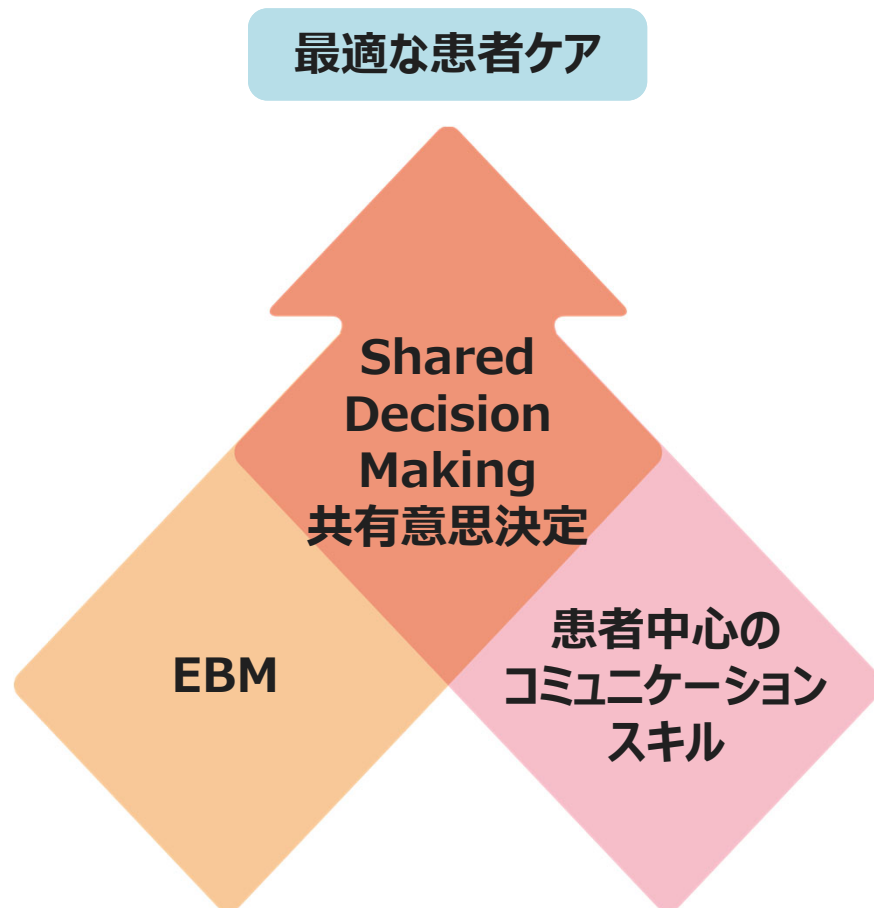 最適な患者ケア
Shared
Decision
Making
共有意思決定
EBM
患者中心の
コミュニケーション
スキル